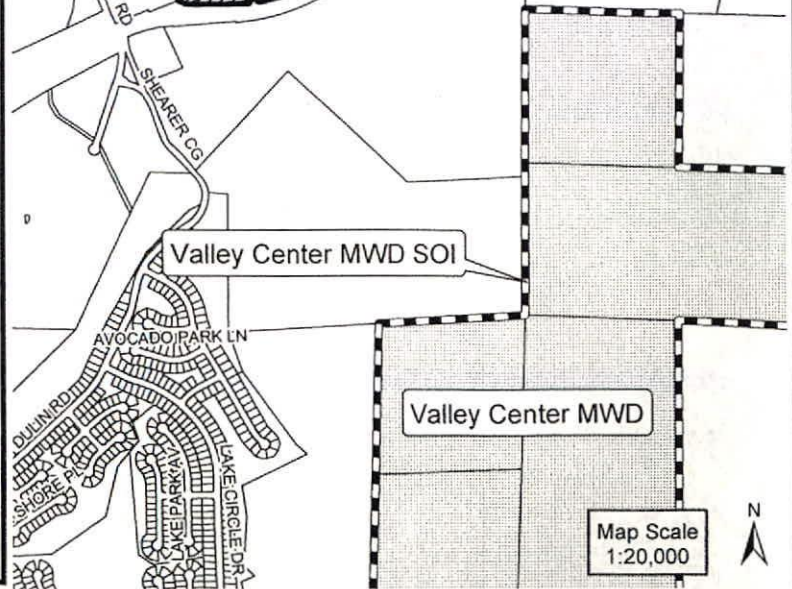 RD
SHEARER CG
Valley Center MWD SOI
AVOCADO PARK LN
Valley Center MWD
DULIN RD
SHORE PL
LAKE PARK AV
LAKE CIRCLE DR
Map Scale
1:20,000
N